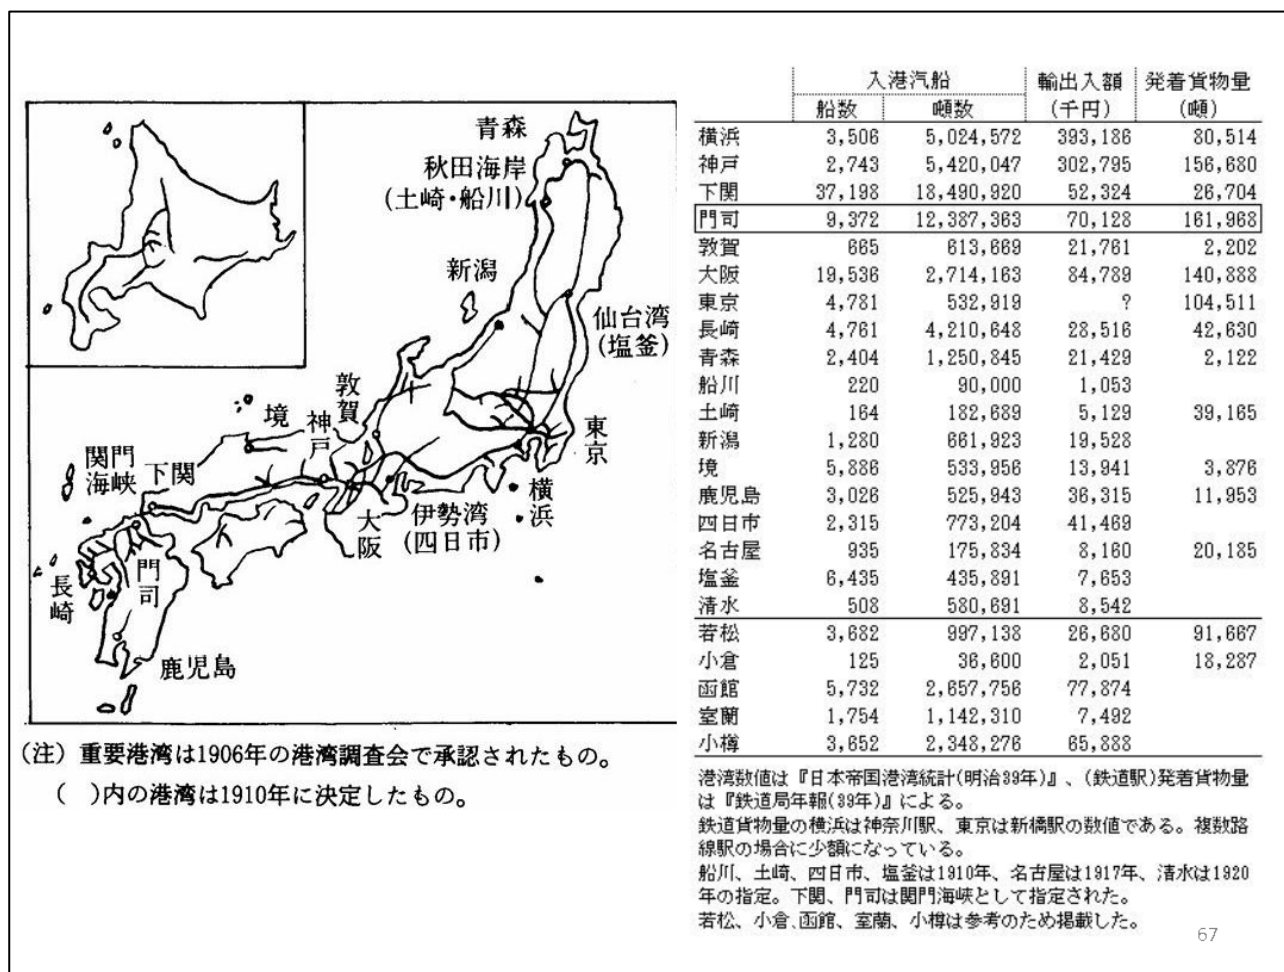 青森
秋田海岸
(土崎・船川)
新潟
仙台湾
(塩釜)
敦賀
境
神戸
東京
関門
海峡
下関
横浜
大阪
伊勢湾
(四日市)
門司
長崎
鹿児島
(注) 重要港湾は1906年の港湾調査会で承認されたもの。
( )内の港湾は1910年に決定したもの。
入港汽船 輸出入額 発着貨物量
船数 噸数 (千円) (噸)
横浜 3,506 5,024,572 393,186 80,514
神戸 2,743 5,420,047 302,795 156,680
下関 37,198 18,490,920 52,324 26,704
門司 9,372 12,387,363 70,128 161,968
敦賀 665 613,669 21,761 2,202
大阪 19,536 2,714,163 84,789 140,888
東京 4,781 532,919 ? 104,511
長崎 4,761 4,210,648 28,516 42,630
青森 2,404 1,250,845 21,429 2,122
船川 220 90,000 1,053
土崎 164 182,689 5,129 39,165
新潟 1,280 661,923 19,528
境 5,886 533,956 13,941 3,876
鹿児島 3,026 525,943 36,315 11,953
四日市 2,315 773,204 41,469
名古屋 935 175,834 8,160 20,185
塩釜 6,435 435,891 7,653
清水 508 580,691 8,542
若松 3,682 997,138 26,680 91,667
小倉 125 36,600 2,051 18,287
函館 5,732 2,657,756 77,874
室蘭 1,754 1,142,310 7,492
小樽 3,652 2,348,276 65,888
港湾数値は『日本帝国港湾統計(明治39年)』、(鉄道駅)発着貨物量
は『鉄道局年報(39年)』による。
鉄道貨物量の横浜は神奈川駅、東京は新橋駅の数値である。複数路
線駅の場合に少額になっている。
船川、土崎、四日市、塩釜は1910年、名古屋は1917年、清水は1920
年の指定。下関、門司は関門海峡として指定された。
若松、小倉、函館、室蘭、小樽は参考のため掲載した。
67